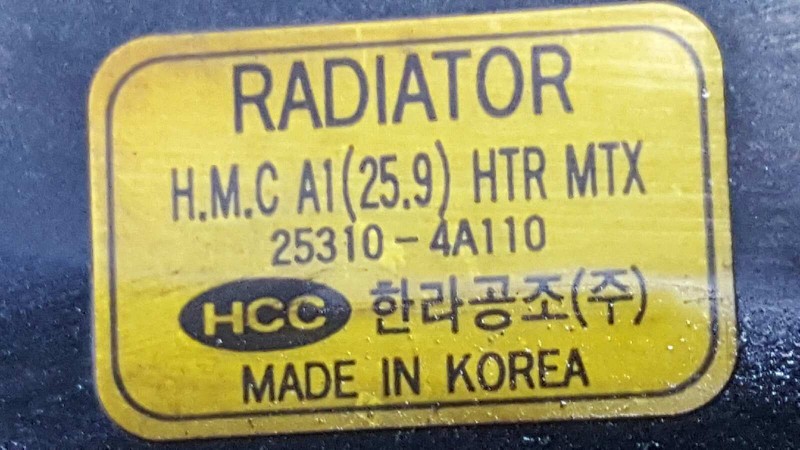 RADIATOR
H.M.C A1(25.9) HTR MTX
25310-4A110
HCC 한라공조(주)
MADE IN KOREA